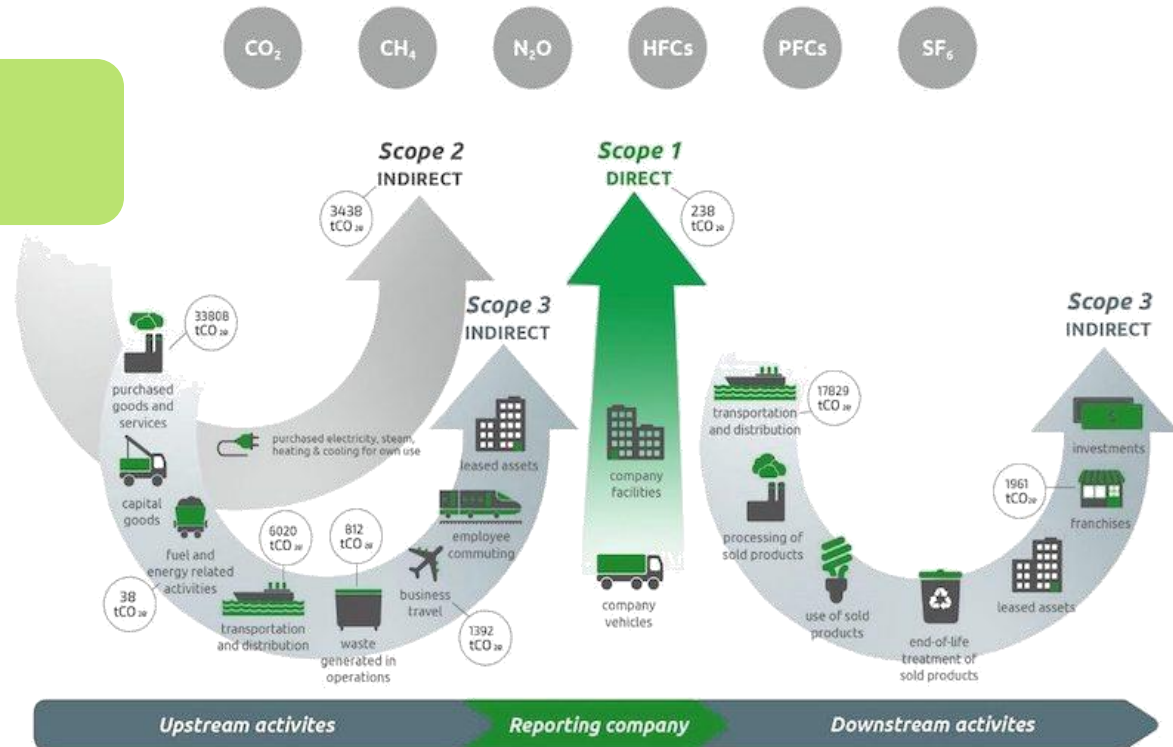 CO₂ CH₄ N₂O HFCs PFCs SF₆
Scope 2
INDIRECT
3438
tCO₂e
Scope 1
DIRECT
238
tCO₂e
Scope 3
INDIRECT
Scope 3
INDIRECT
33808
tCO₂e
purchased
goods and
services
capital
goods
fuel and
energy related
activities
38
tCO₂e
purchased electricity, steam,
heating & cooling for own use
6020
tCO₂e
transportation
and distribution
812
tCO₂e
waste
generated in
operations
business
travel
1392
tCO₂e
employee
commuting
leased assets
company
facilities
company
vehicles
transportation
and distribution
17829
tCO₂e
processing of
sold products
use of sold
products
end-of-life
treatment of
sold products
leased assets
franchises
1961
tCO₂e
investments
Upstream activites
Reporting company
Downstream activites